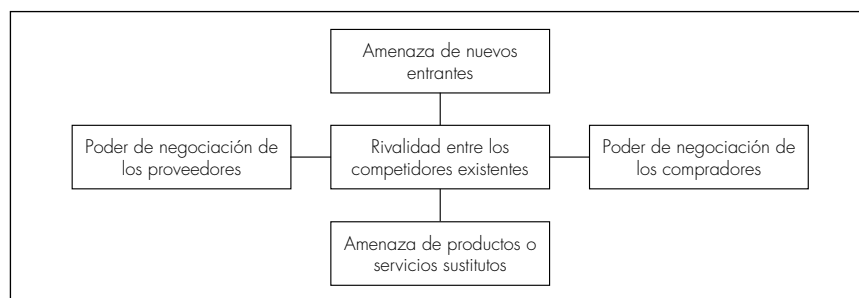 Amenaza de nuevos
entrantes
Poder de negociación de
los proveedores
Rivalidad entre los
competidores existentes
Poder de negociación de
los compradores
Amenaza de productos o
servicios sustitutos